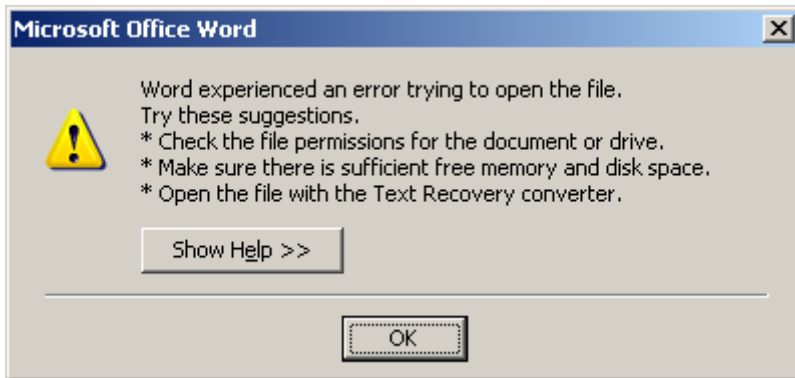 Microsoft Office Word
Word experienced an error trying to open the file.
Try these suggestions.
* Check the file permissions for the document or drive.
* Make sure there is sufficient free memory and disk space.
* Open the file with the Text Recovery converter.
Show Help >>
OK